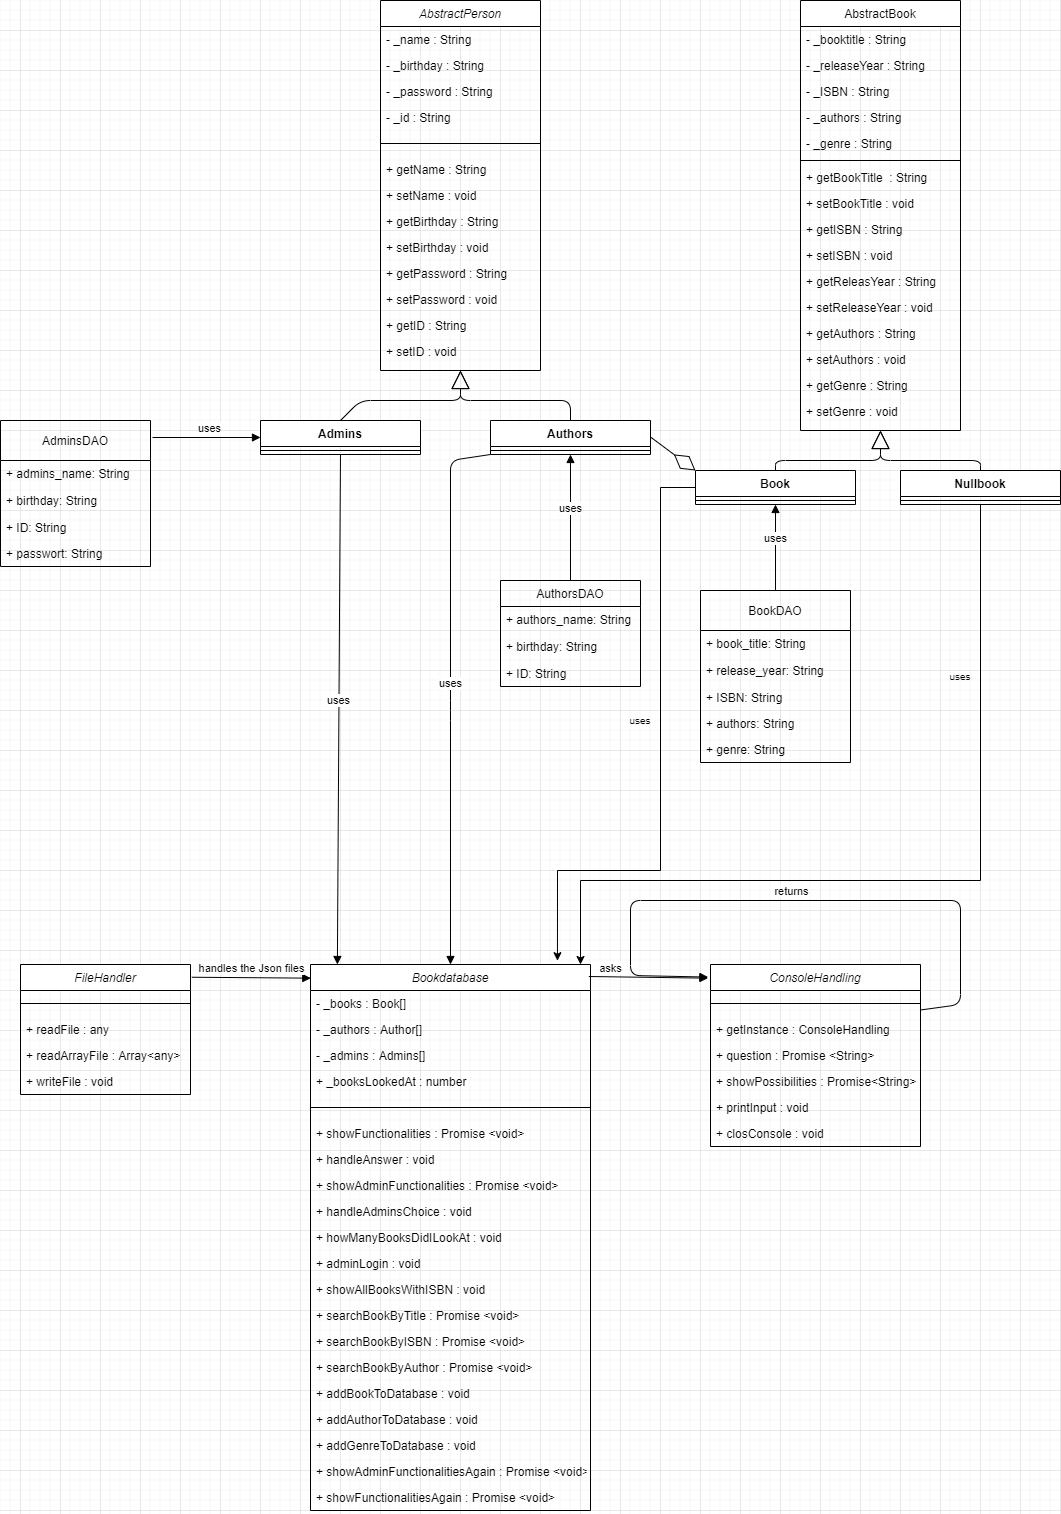 AbstractPerson
- _name : String
- _birthday : String
- _password : String
- _id : String
+ getName : String
+ setName : void
+ getBirthday : String
+ setBirthday : void
+ getPassword : String
+ setPassword : void
+ getID : String
+ setID : void
AbstractBook
- _booktitle : String
- _releaseYear : String
- _ISBN : String
- _authors : String
- _genre : String
+ getBookTitle : String
+ setBookTitle : void
+ getISBN : String
+ setISBN : void
+ getReleasYear : String
+ setReleaseYear : void
+ getAuthors : String
+ setAuthors : void
+ getGenre : String
+ setGenre : void
AdminsDAO
+ admins_name: String
+ birthday: String
+ ID: String
+ passwort: String
uses
Admins
Authors
Book
Nullbook
uses
uses
AuthorsDAO
+ authors_name: String
+ birthday: String
+ ID: String
BookDAO
+ book_title: String
+ release_year: String
+ ISBN: String
+ authors: String
+ genre: String
uses
uses
uses
uses
returns
FileHandler
+ readFile : any
+ readArrayFile : Array<any>
+ writeFile : void
handles the Json files
Bookdatabase
- _books : Book[]
- _authors : Author[]
- _admins : Admins[]
+ _booksLookedAt : number
+ showFunctionalities : Promise <void>
+ handleAnswer : void
+ showAdminFunctionalities : Promise <void>
+ handleAdminsChoice : void
+ howManyBooksDidILookAt : void
+ adminLogin : void
+ showAllBooksWithISBN : void
+ searchBookByTitle : Promise <void>
+ searchBookByISBN : Promise <void>
+ searchBookByAuthor : Promise <void>
+ addBookToDatabase : void
+ addAuthorToDatabase : void
+ addGenreToDatabase : void
+ showAdminFunctionalitiesAgain : Promise <void>
+ showFunctionalitiesAgain : Promise <void>
asks
ConsoleHandling
+ getInstance : ConsoleHandling
+ question : Promise <String>
+ showPossibilities : Promise<String>
+ printInput : void
+ closConsole : void